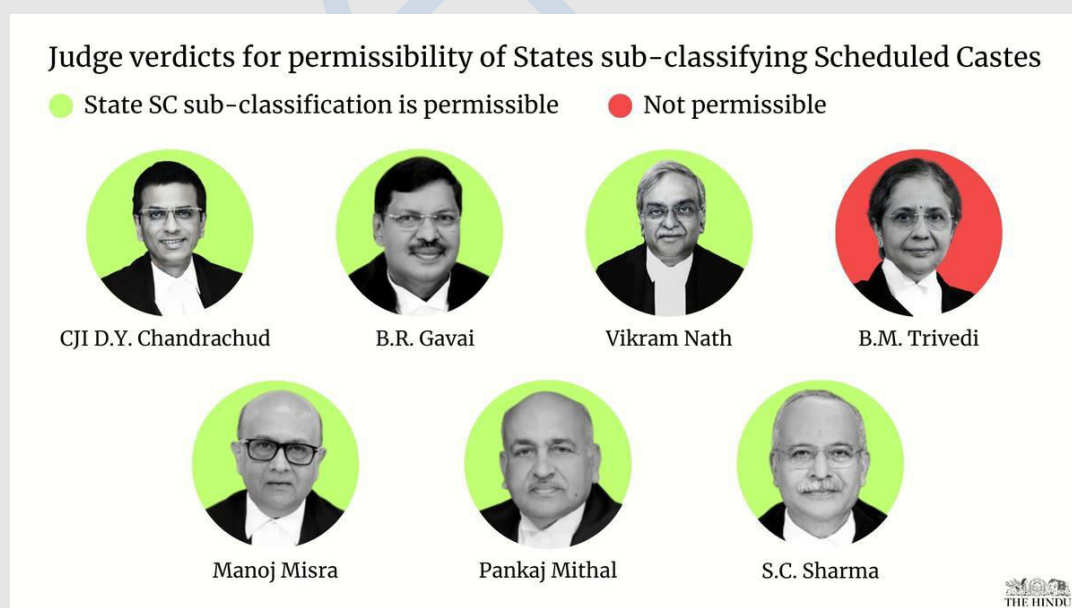 Judge verdicts for permissibility of States sub-classifying Scheduled Castes
State SC sub-classification is permissible
Not permissible
CJI D.Y. Chandrachud
B.R. Gavai
Vikram Nath
B.M. Trivedi
Manoj Misra
Pankaj Mithal
S.C. Sharma
THE HINDU